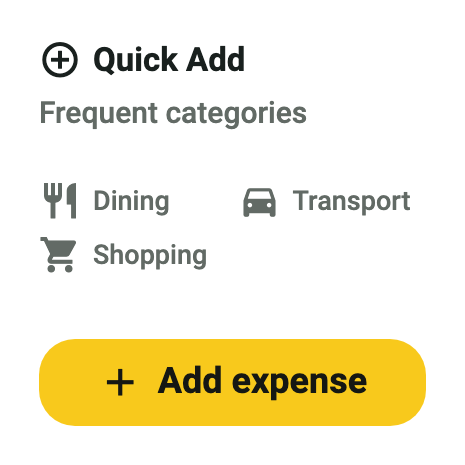 Quick Add
Frequent categories
Dining Transport
Shopping
Add expense